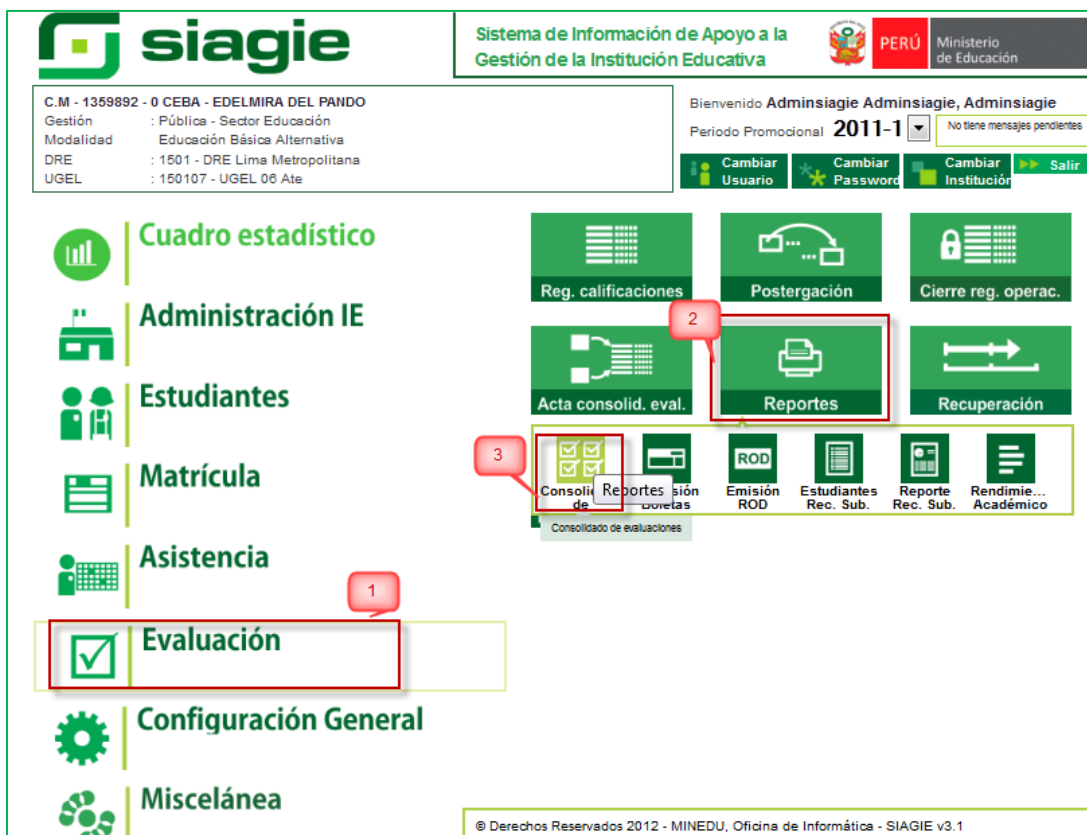 siagie
Sistema de Información de Apoyo a la
Gestión de la Institución Educativa
PERÚ
Ministerio
de Educación
C.M - 1359892 - 0 CEBA - EDELMIRA DEL PANDO
Gestión : Pública - Sector Educación
Modalidad Educación Básica Alternativa
DRE : 1501 - DRE Lima Metropolitana
UGEL : 150107 - UGEL 06 Ate
Bienvenido Adminsiagie Adminsiagie, Adminsiagie
Periodo Promocional 2011-1
No tiene mensajes pendientes
Cambiar
Usuario
Cambiar
Password
Cambiar
Institución
Salir
Cuadro estadístico
Administración IE
Estudiantes
Matrícula
Asistencia
1
Evaluación
Configuración General
Miscelánea
Reg. calificaciones
Postergación
Cierre reg. operac.
2
Acta consolid. eval.
Reportes
Recuperación
3
ROD
de
Reportes
Boletas
Emisión
ROD
Estudiantes
Rec. Sub.
Reporte
Rec. Sub.
Rendimie...
Académico
Consolidado de evaluaciones
© Derechos Reservados 2012 - MINEDU, Oficina de Informática - SIAGIE v3.1